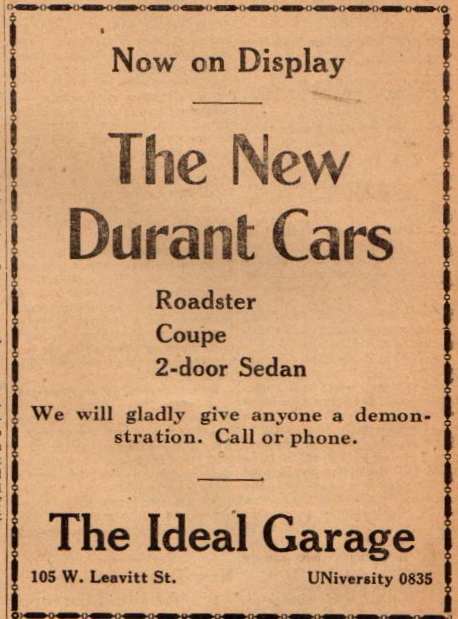 Now on Display
The New
Durant Cars
Roadster
Coupe
2-door Sedan
We will gladly give anyone a demon-
stration. Call or phone.
The Ideal Garage
105 W. Leavitt St. UNiversity 0835